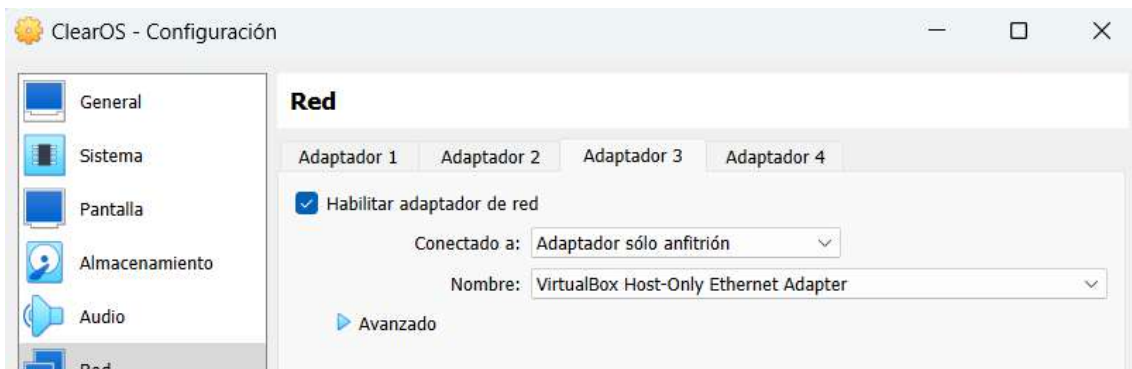 ClearOS - Configuración
General
Sistema
Pantalla
Almacenamiento
Audio
Red
Red
Adaptador 1 Adaptador 2 Adaptador 3 Adaptador 4
Habilitar adaptador de red
Conectado a: Adaptador sólo anfitrión
Nombre: VirtualBox Host-Only Ethernet Adapter
Avanzado